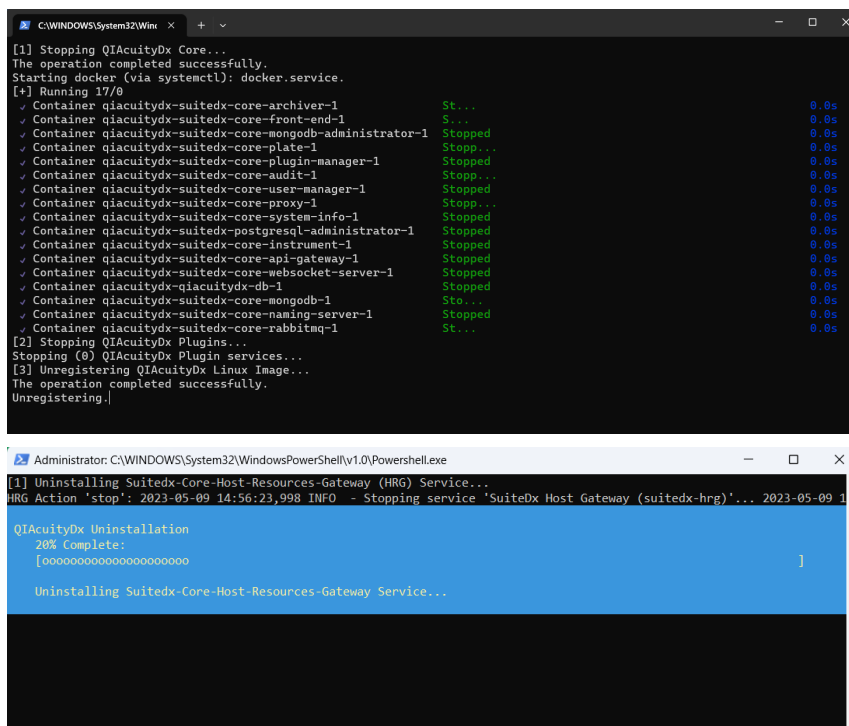 C:\WINDOWS\System32\Wind
[1] Stopping QIAcuityDx Core...
The operation completed successfully.
Starting docker (via systemctl): docker.service.
[+] Running 17/0
✓ Container qiacuitydx-suitedx-core-archiver-1 St... 0.0s
✓ Container qiacuitydx-suitedx-core-front-end-1 S... 0.0s
✓ Container qiacuitydx-suitedx-core-mongodb-administrator-1 Stopped 0.0s
✓ Container qiacuitydx-suitedx-core-plate-1 Stopp... 0.0s
✓ Container qiacuitydx-suitedx-core-plugin-manager-1 Stopped 0.0s
✓ Container qiacuitydx-suitedx-core-audit-1 Stopp... 0.0s
✓ Container qiacuitydx-suitedx-core-user-manager-1 Stopped 0.0s
✓ Container qiacuitydx-suitedx-core-proxy-1 Stopp... 0.0s
✓ Container qiacuitydx-suitedx-core-system-info-1 Stopped 0.0s
✓ Container qiacuitydx-suitedx-postgresql-administrator-1 Stopped 0.0s
✓ Container qiacuitydx-suitedx-core-instrument-1 Stopped 0.0s
✓ Container qiacuitydx-suitedx-core-api-gateway-1 Stopped 0.0s
✓ Container qiacuitydx-suitedx-core-websocket-server-1 Stopped 0.0s
✓ Container qiacuitydx-qiacuitydx-db-1 Stopped 0.0s
✓ Container qiacuitydx-suitedx-core-mongodb-1 Sto... 0.0s
✓ Container qiacuitydx-suitedx-core-naming-server-1 Stopped 0.0s
✓ Container qiacuitydx-suitedx-core-rabbitmq-1 St... 0.0s
[2] Stopping QIAcuityDx Plugins...
Stopping (0) QIAcuityDx Plugin services...
[3] Unregistering QIAcuityDx Linux Image...
The operation completed successfully.
Unregistering.
Administrator: C:\WINDOWS\System32\WindowsPowerShell\v1.0\Powershell.exe
[1] Uninstalling Suitedx-Core-Host-Resources-Gateway (HRG) Service...
HRG Action 'stop': 2023-05-09 14:56:23,998 INFO - Stopping service 'SuiteDx Host Gateway (suitedx-hrg)'... 2023-05-09 1
QIAcuityDx Uninstallation
20% Complete:
[ooooooooooooooooooooo ]
Uninstalling Suitedx-Core-Host-Resources-Gateway Service...